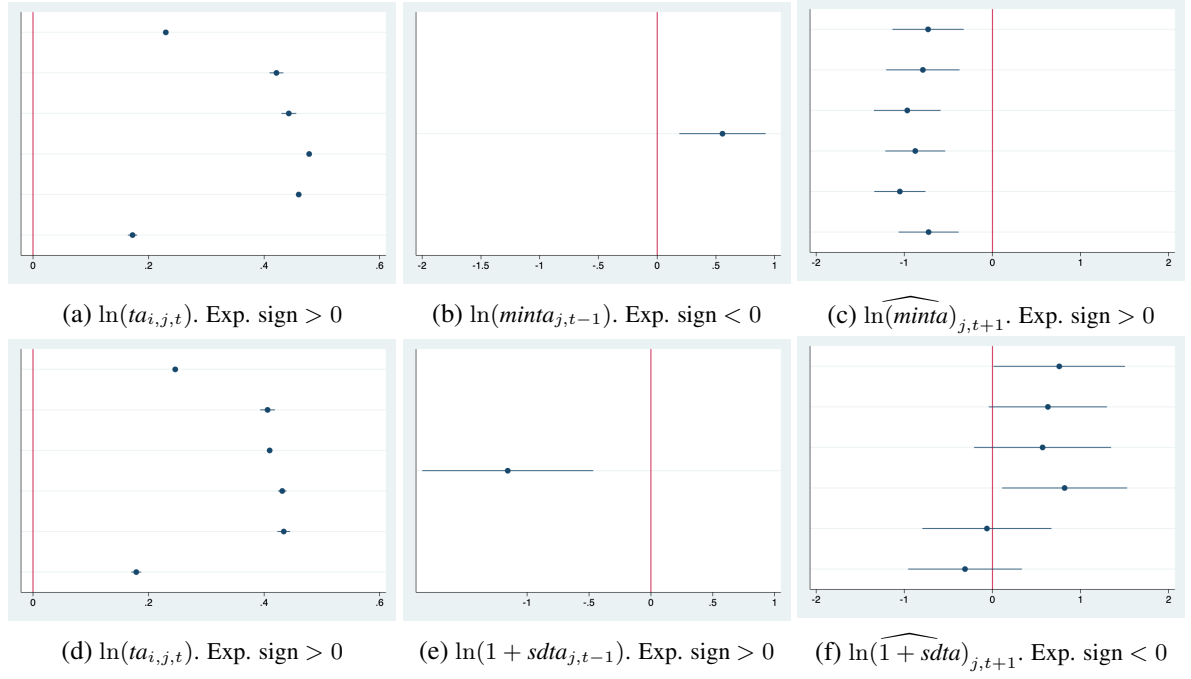 0 .2 .4 .6
-2 -1.5 -1 -.5 0 .5 1
-2 -1 0 1 2
(a) ln(ta_{i,j,t}). Exp. sign > 0
(b) ln(minta_{j,t−1}). Exp. sign < 0
(c) \widehat{ln(minta)}_{j,t+1}. Exp. sign > 0
0 .2 .4 .6
-1 -.5 0 .5 1
-2 -1 0 1 2
(d) ln(ta_{i,j,t}). Exp. sign > 0
(e) ln(1 + sdta_{j,t−1}). Exp. sign > 0
(f) \widehat{ln(1 + sdta)}_{j,t+1}. Exp. sign < 0